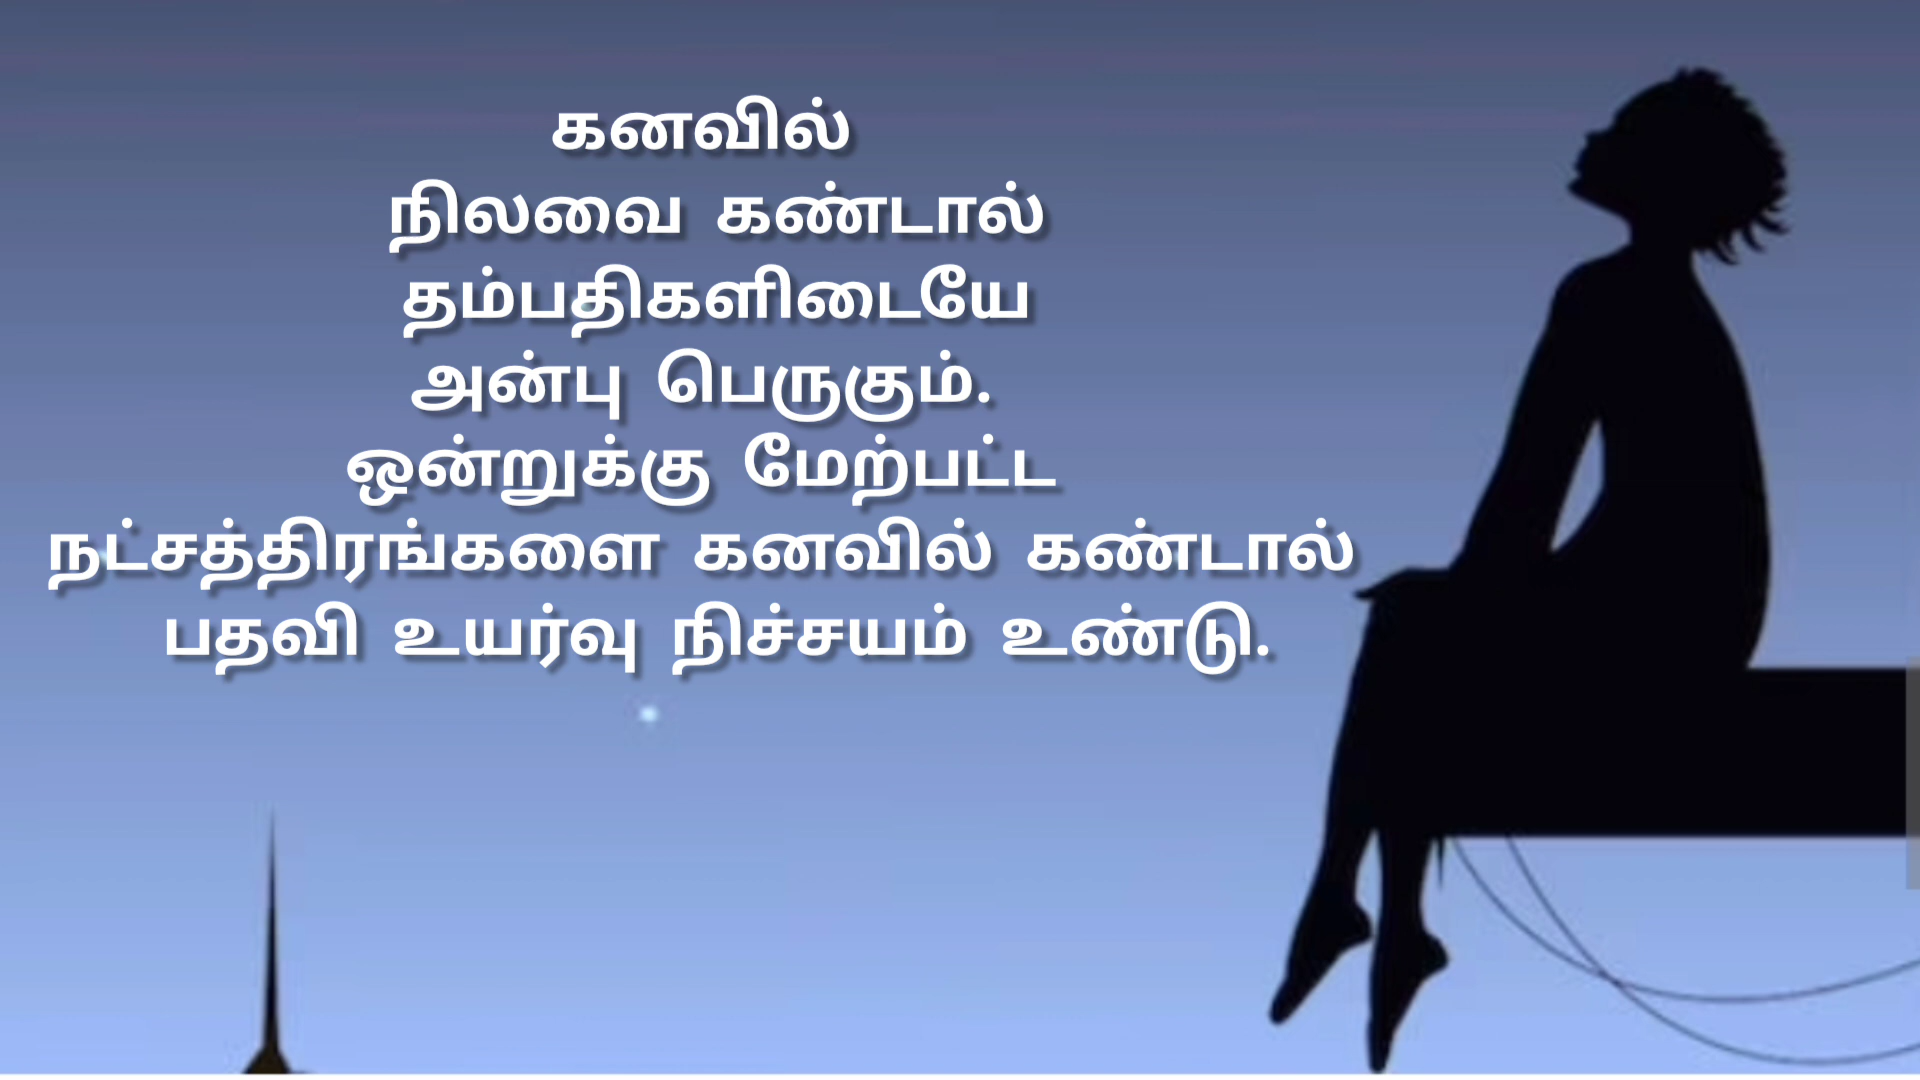 கனவில்
நிலவை கண்டால்
தம்பதிகளிடையே
அன்பு பெருகும்.
ஒன்றுக்கு மேற்பட்ட
நட்சத்திரங்களை கனவில் கண்டால்
பதவி உயர்வு நிச்சயம் உண்டு.